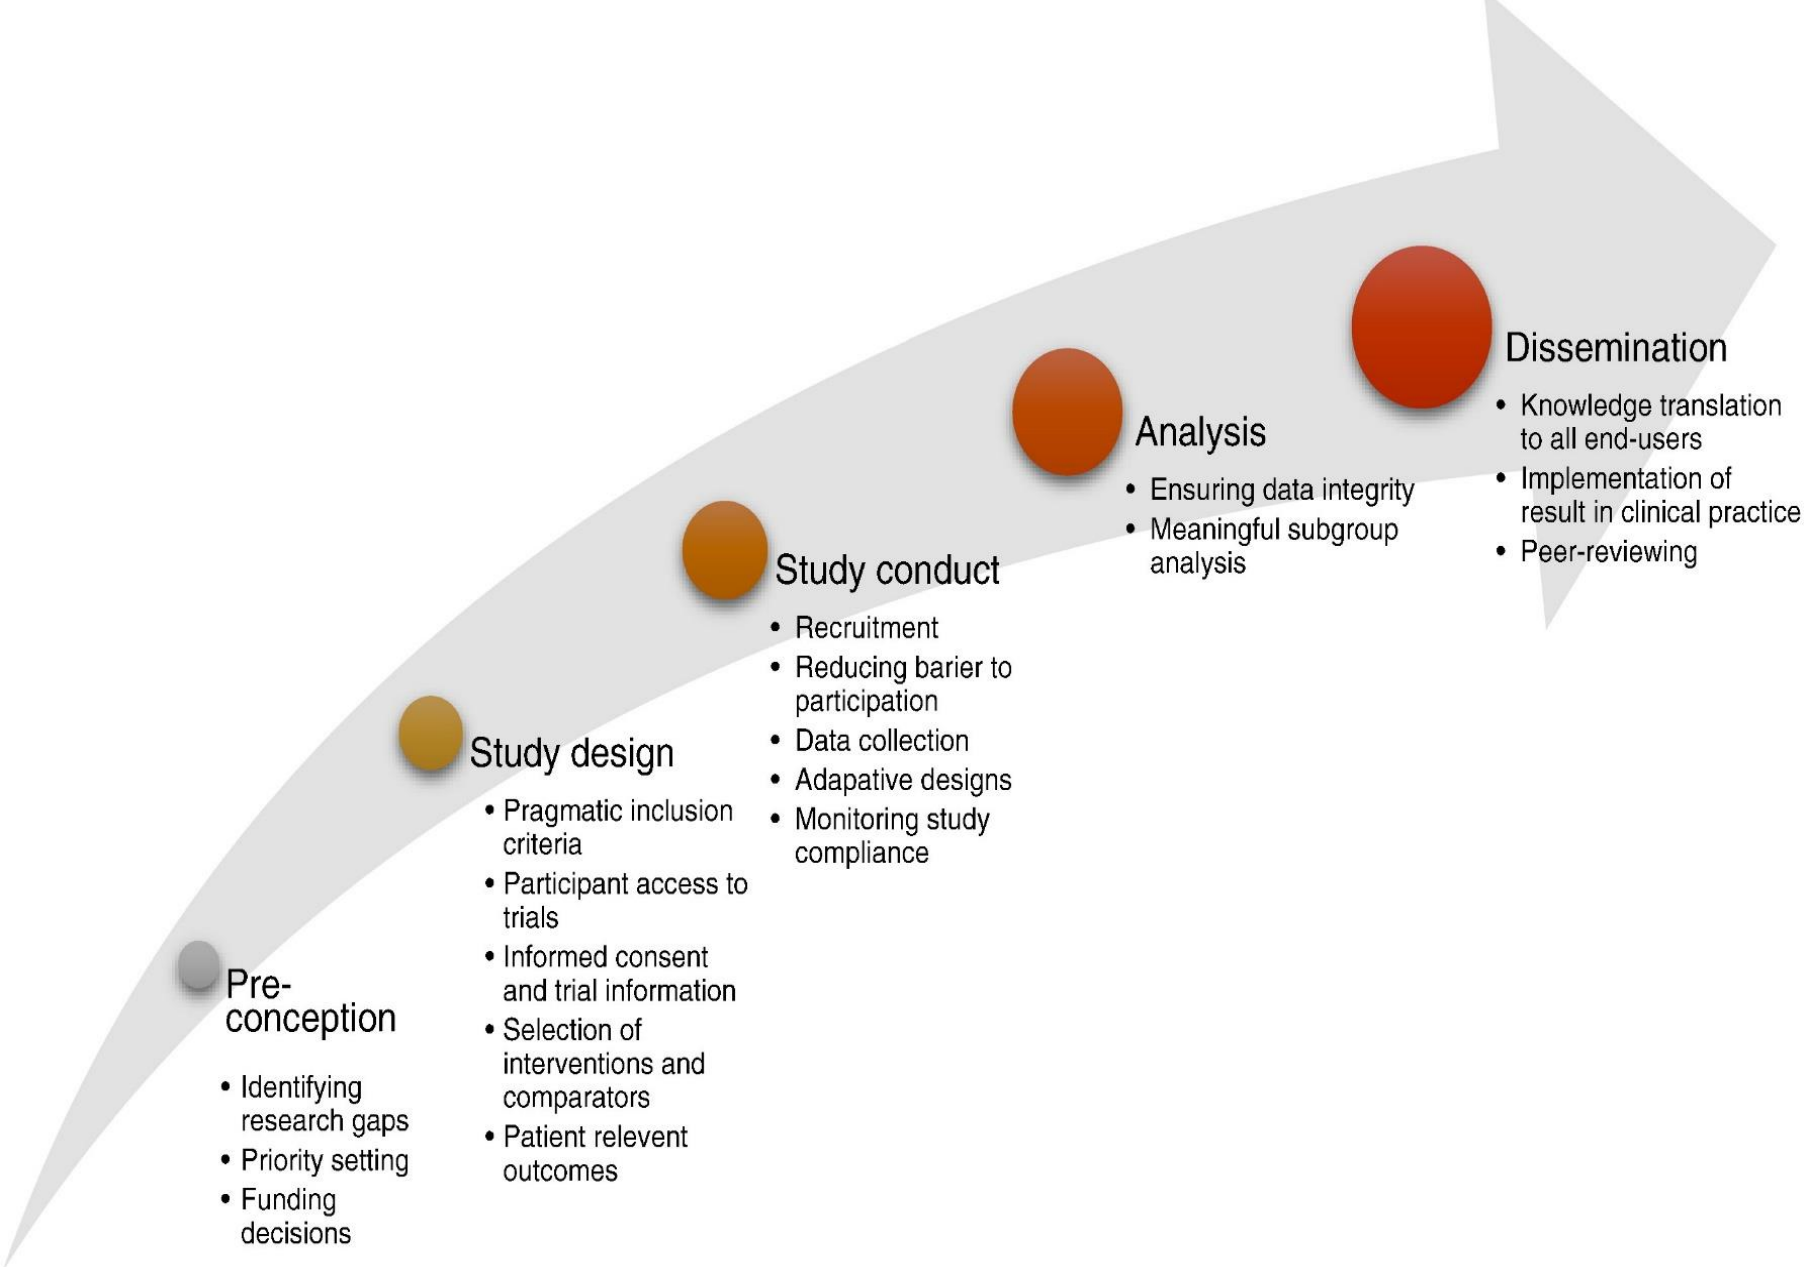 Pre-
conception
• Identifying
research gaps
• Priority setting
• Funding
decisions
Study design
• Pragmatic inclusion
criteria
• Participant access to
trials
• Informed consent
and trial information
• Selection of
interventions and
comparators
• Patient relevent
outcomes
Study conduct
• Recruitment
• Reducing barier to
participation
• Data collection
• Adapative designs
• Monitoring study
compliance
Analysis
• Ensuring data integrity
• Meaningful subgroup
analysis
Dissemination
• Knowledge translation
to all end-users
• Implementation of
result in clinical practice
• Peer-reviewing